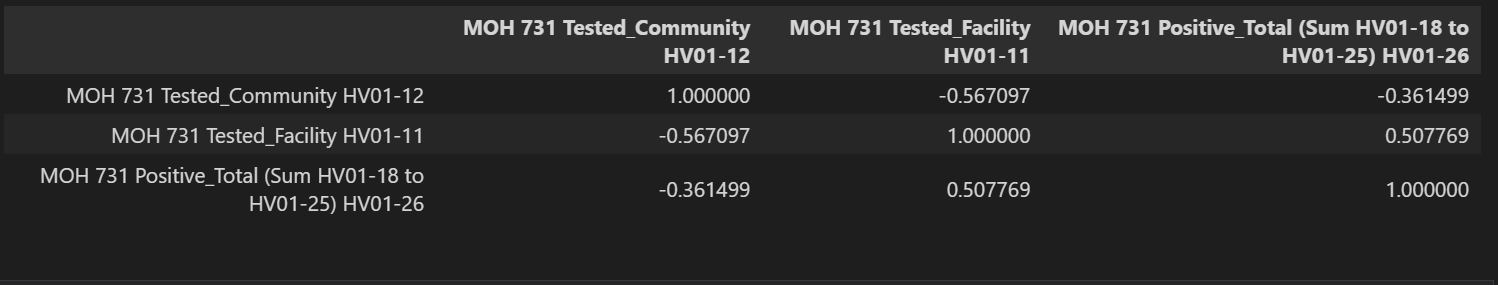 MOH 731 Tested_Community HV01-12 MOH 731 Tested_Facility HV01-11 MOH 731 Positive_Total (Sum HV01-18 to HV01-25) HV01-26
MOH 731 Tested_Community HV01-12 1.000000 -0.567097 -0.361499
MOH 731 Tested_Facility HV01-11 -0.567097 1.000000 0.507769
MOH 731 Positive_Total (Sum HV01-18 to HV01-25) HV01-26 -0.361499 0.507769 1.000000